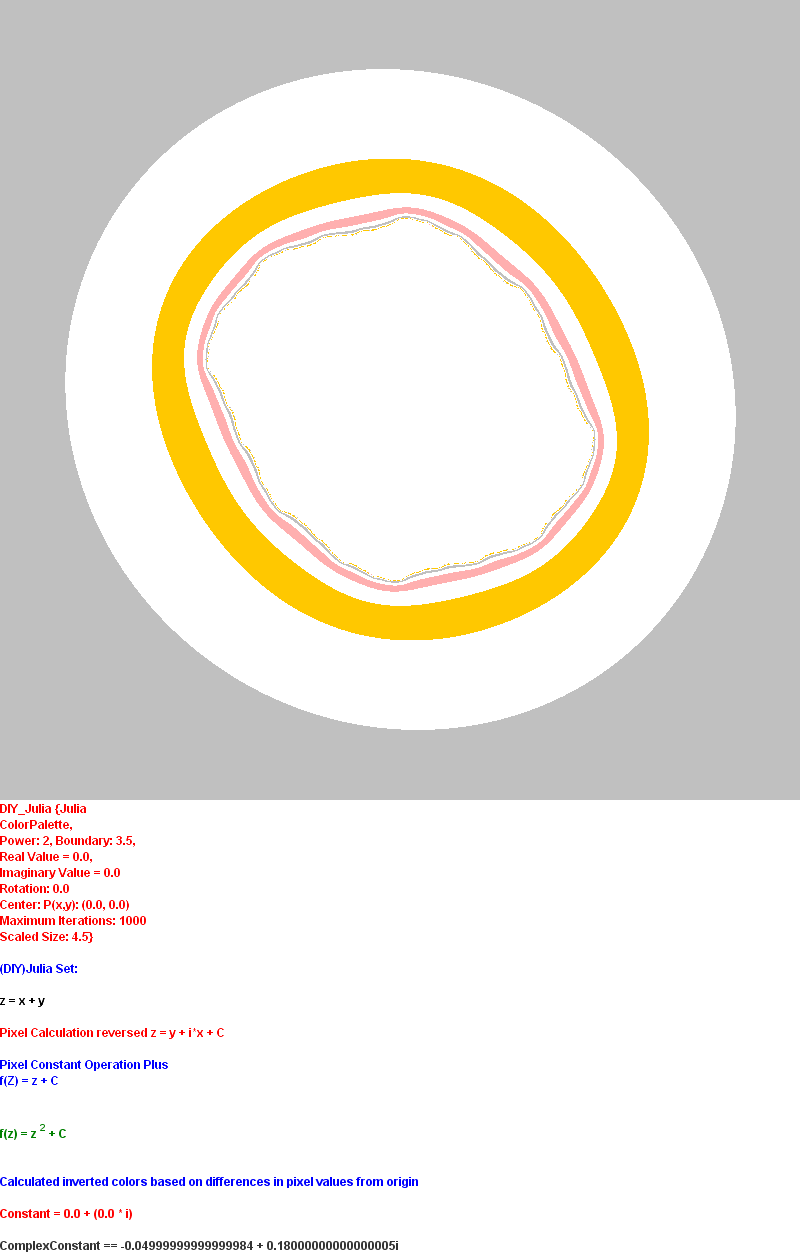 DIY_Julia {Julia
ColorPalette,
Power: 2, Boundary: 3.5,
Real Value = 0.0,
Imaginary Value = 0.0
Rotation: 0.0
Center: P(x,y): (0.0, 0.0)
Maximum Iterations: 1000
Scaled Size: 4.5}
(DIY)Julia Set:
z = x + y
Pixel Calculation reversed z = y + i*x + C
Pixel Constant Operation Plus
f(Z) = z + C
f(z) = z ² + C
Calculated inverted colors based on differences in pixel values from origin
Constant = 0.0 + (0.0 * i)
ComplexConstant == -0.04999999999999984 + 0.18000000000000005i